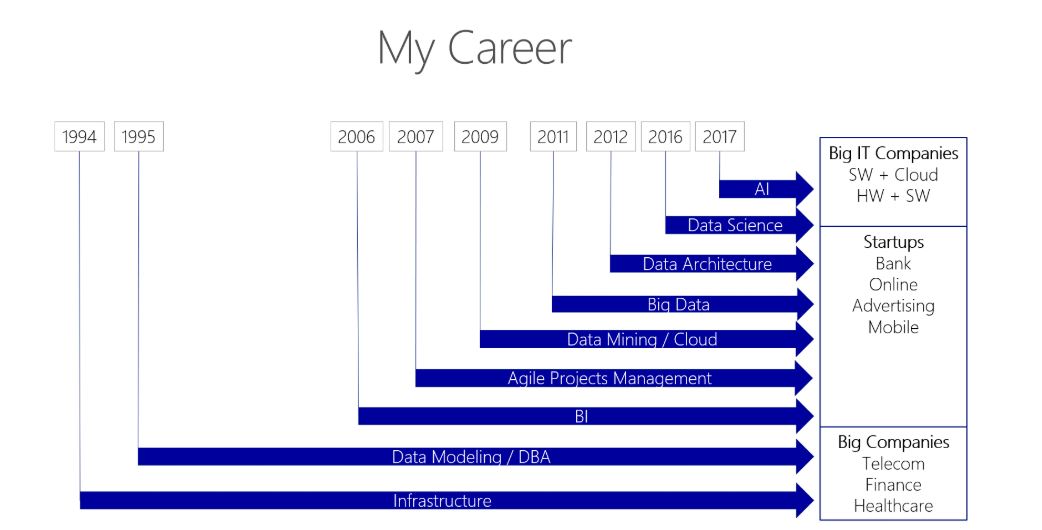 My Career
1994 1995 2006 2007 2009 2011 2012 2016 2017
Big IT Companies
SW + Cloud
HW + SW
AI
Data Science
Startups
Bank
Online
Advertising
Mobile
Data Architecture
Big Data
Data Mining / Cloud
Agile Projects Management
BI
Big Companies
Telecom
Finance
Healthcare
Data Modeling / DBA
Infrastructure